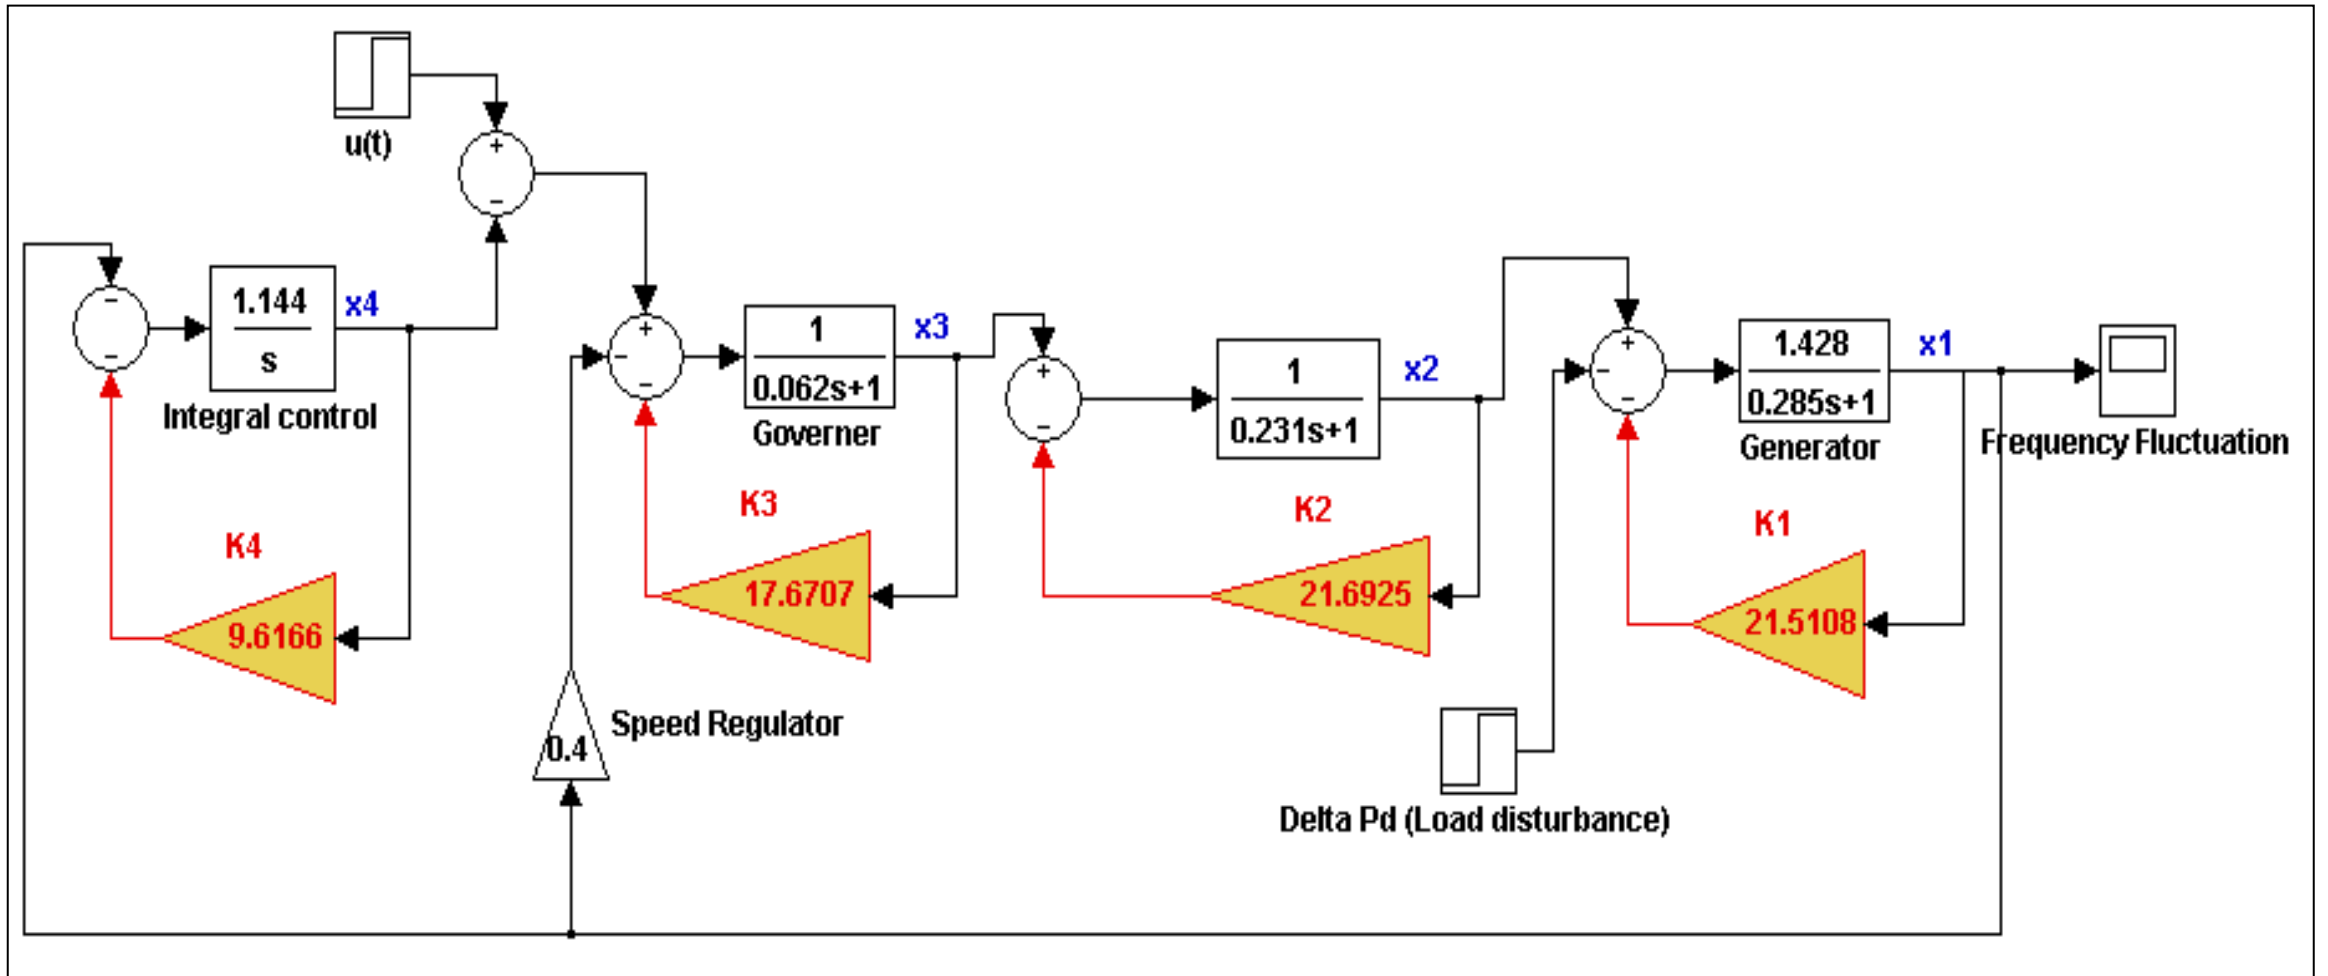 u(t)
+
−
−
−
1.144
s
x4
Integral control
K4
9.6166
+
−
−
1
0.062s+1
Governer
x3
K3
17.6707
0.4
Speed Regulator
+
−
1
0.231s+1
x2
K2
21.6925
+
−
−
1.428
0.285s+1
Generator
x1
Frequency Fluctuation
K1
21.5108
Delta Pd (Load disturbance)